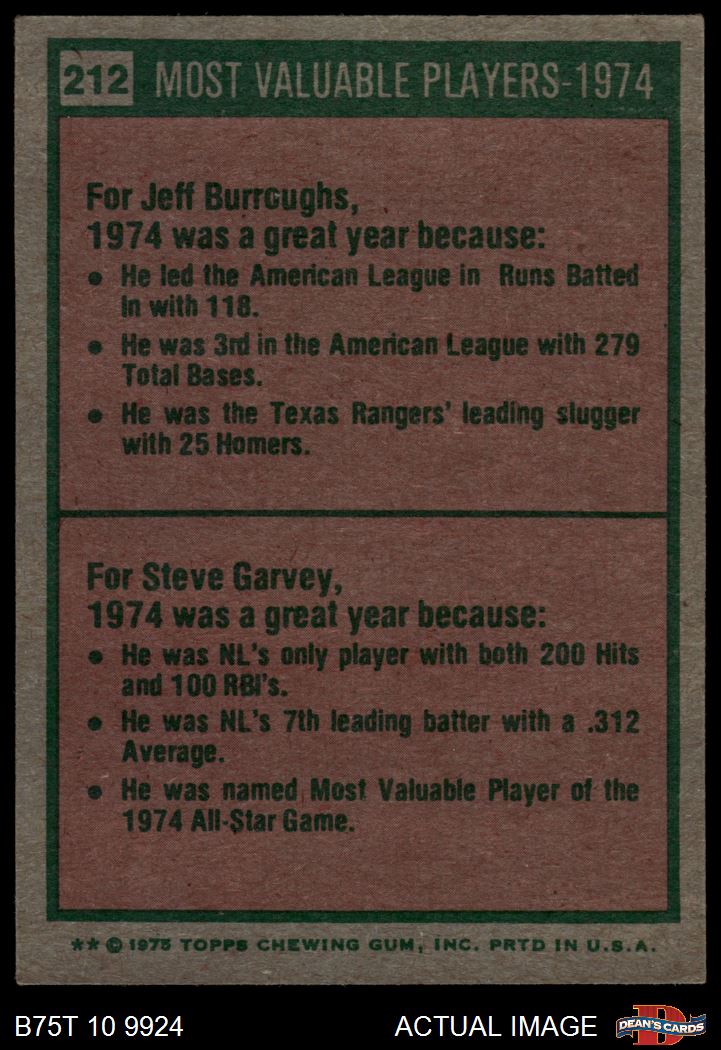 212 MOST VALUABLE PLAYERS-1974
For Jeff Burroughs,
1974 was a great year because:
● He led the American League in Runs Batted
In with 118.
● He was 3rd in the American League with 279
Total Bases.
● He was the Texas Rangers' leading slugger
with 25 Homers.
For Steve Garvey,
1974 was a great year because:
● He was NL's only player with both 200 Hits
and 100 RBI's.
● He was NL's 7th leading batter with a .312
Average.
● He was named Most Valuable Player of the
1974 All-Star Game.
** © 1975 TOPPS CHEWING GUM, INC. PRTD IN U.S.A.
B75T 10 9924 ACTUAL IMAGE
D
DEAN'S CARDS